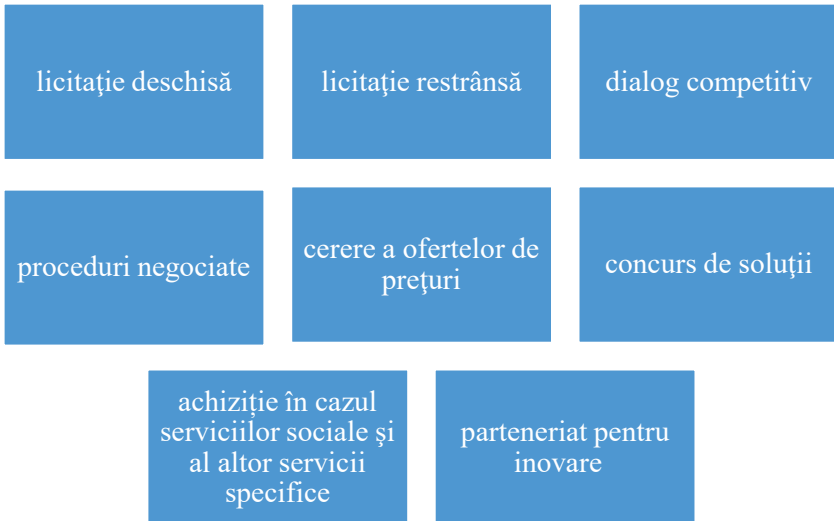 licitaţie deschisă
licitaţie restrânsă
dialog competitiv
proceduri negociate
cerere a ofertelor de
preţuri
concurs de soluţii
achiziție în cazul
serviciilor sociale şi
al altor servicii
specifice
parteneriat pentru
inovare